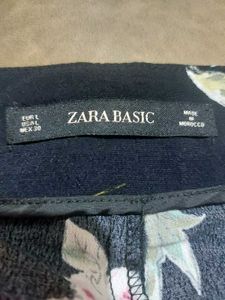 EUR L
USA L
MEX 30
ZARA BASIC
MADE
IN
MOROCCO